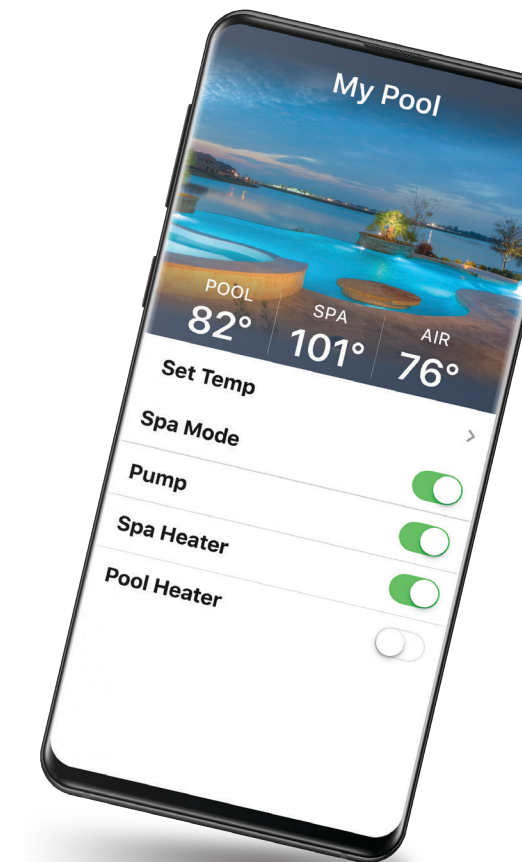 My Pool
POOL SPA AIR
82° 101° 76°
Set Temp
Spa Mode
Pump
Spa Heater
Pool Heater